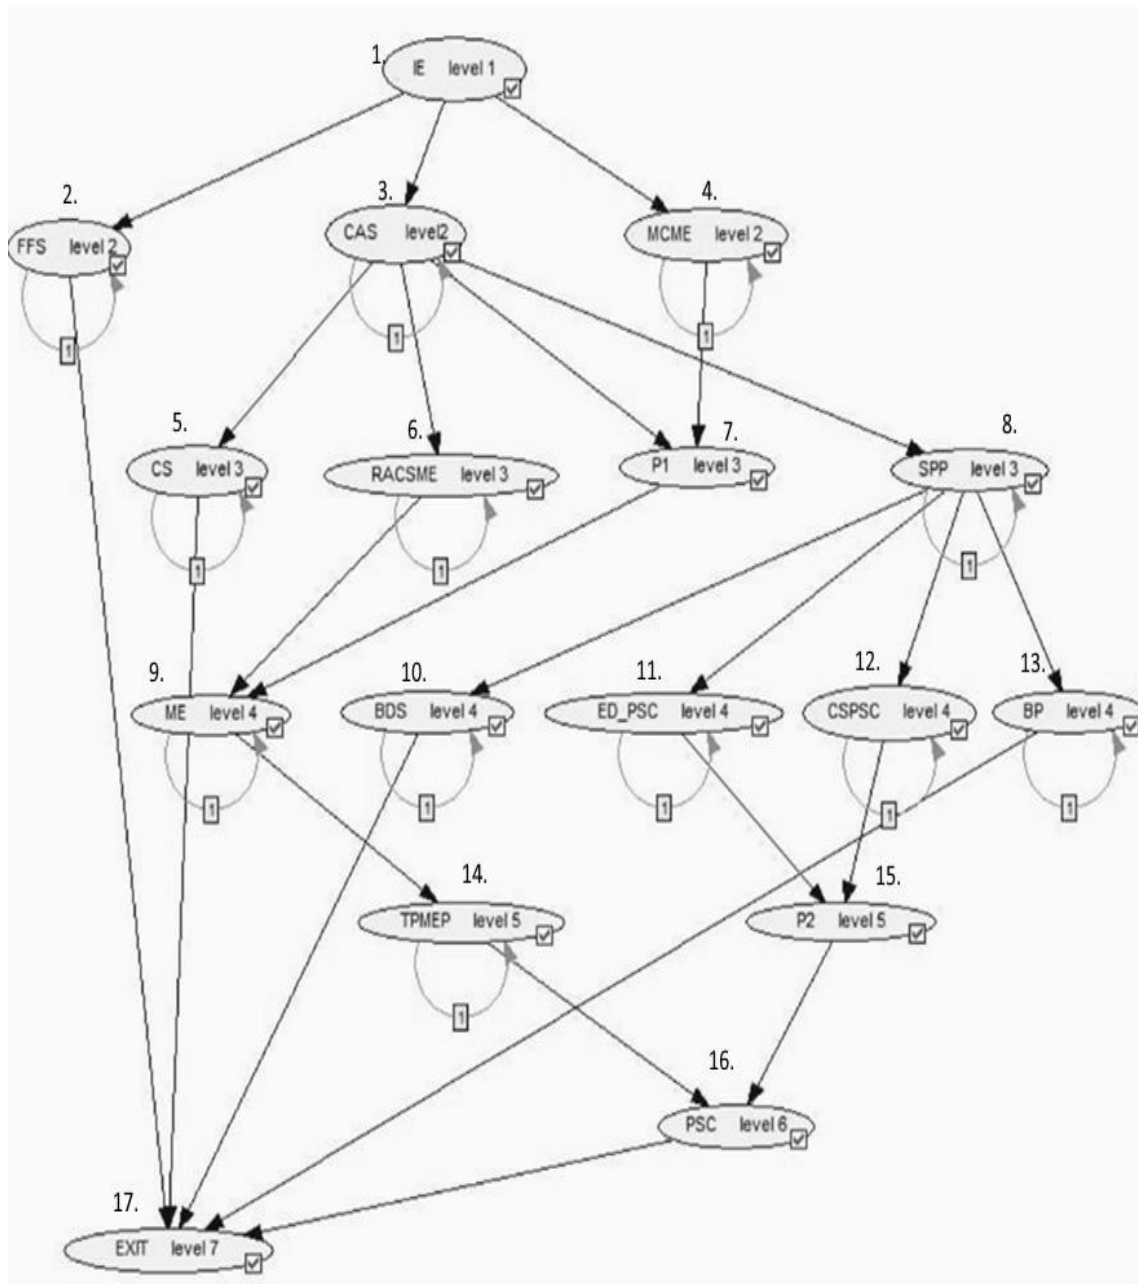 1.
IE level 1
2.
3.
4.
FFS level 2
CAS level2
MCME level 2
1
1
1
5.
6.
7.
8.
CS level 3
RACSME level 3
P1 level 3
SPP level 3
1
1
1
9.
10.
11.
12.
13.
ME level 4
BDS level 4
ED_PSC level 4
CSPSC level 4
BP level 4
1
1
1
1
1
14.
15.
TPMEP level 5
P2 level 5
1
16.
PSC level 6
17.
EXIT level 7